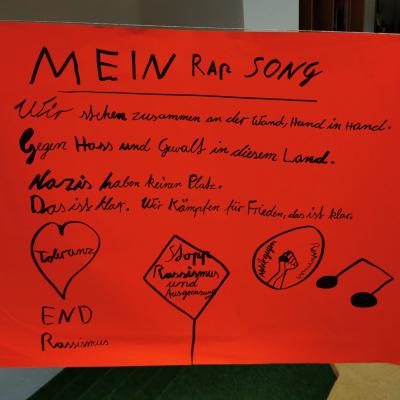 MEIN RAP SONG
Wir stehen zusammen an der Wand, Hand in Hand.
Gegen Hass und Gewalt in diesem Land.
Nazis haben keinen Platz.
Das ist klar. Wir Kämpfen für Frieden, das ist klar.
Toleranz
Stopp
Rassismus
und
Ausgrenzung
END
Rassismus